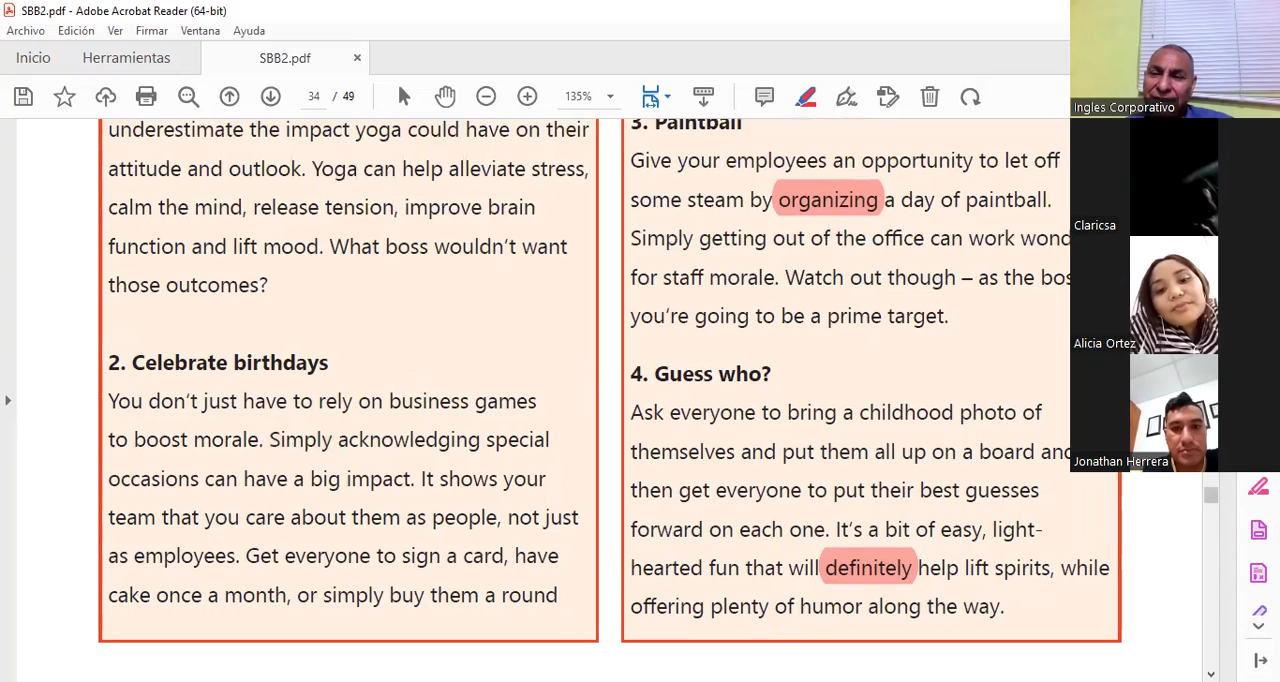 SBB2.pdf - Adobe Acrobat Reader (64-bit)
Archivo Edición Ver Firmar Ventana Ayuda
Inicio Herramientas SBB2.pdf ×
34 / 49 135%
underestimate the impact yoga could have on their
attitude and outlook. Yoga can help alleviate stress,
calm the mind, release tension, improve brain
function and lift mood. What boss wouldn't want
those outcomes?
2. Celebrate birthdays
You don't just have to rely on business games
to boost morale. Simply acknowledging special
occasions can have a big impact. It shows your
team that you care about them as people, not just
as employees. Get everyone to sign a card, have
cake once a month, or simply buy them a round
3. Paintball
Give your employees an opportunity to let off
some steam by organizing a day of paintball.
Simply getting out of the office can work wond
for staff morale. Watch out though – as the bos
you're going to be a prime target.
4. Guess who?
Ask everyone to bring a childhood photo of
themselves and put them all up on a board and
then get everyone to put their best guesses
forward on each one. It's a bit of easy, light-
hearted fun that will definitely help lift spirits, while
offering plenty of humor along the way.
Ingles Corporativo
Claricsa
Alicia Ortez
Jonathan Herrera